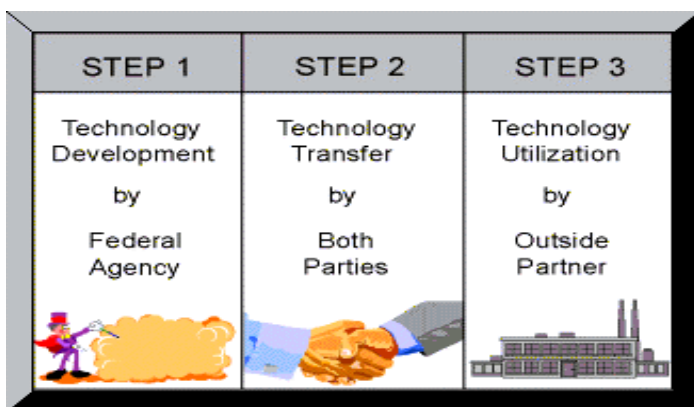 STEP 1
Technology
Development
by
Federal
Agency
STEP 2
Technology
Transfer
by
Both
Parties
STEP 3
Technology
Utilization
by
Outside
Partner